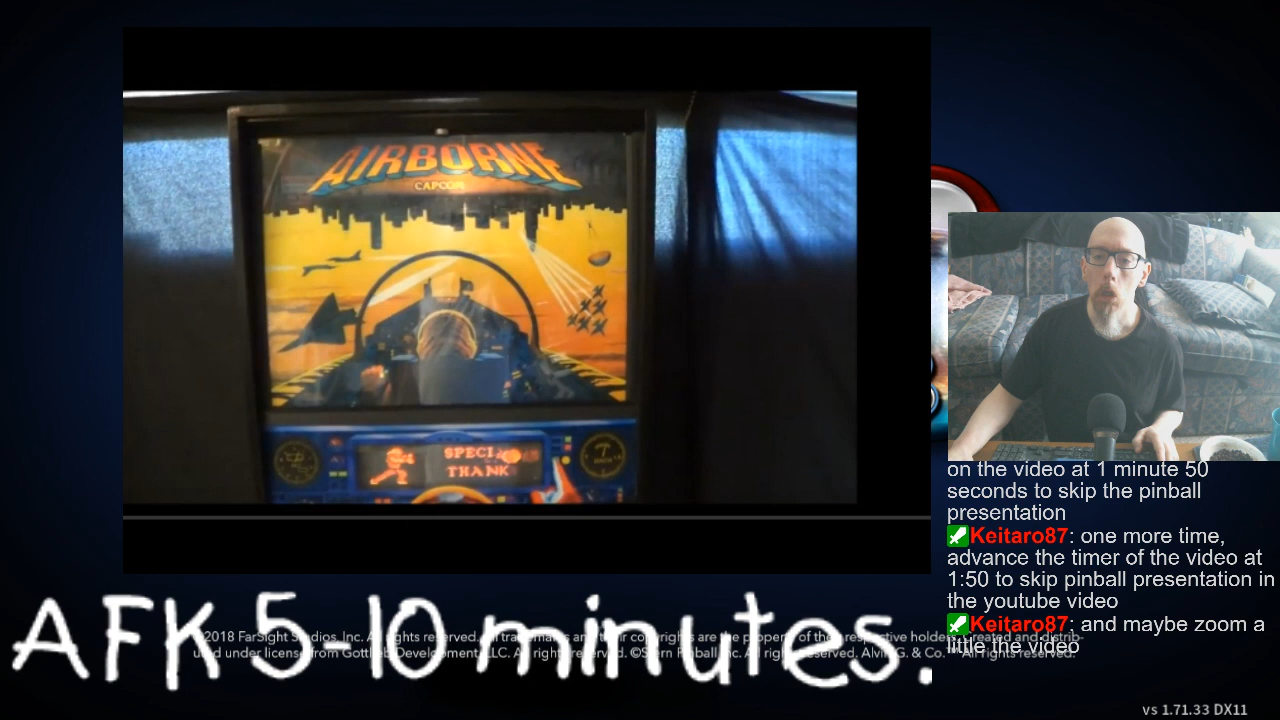 AIRBORNE
CAPCOM
SPECI
THANK
on the video at 1 minute 50
seconds to skip the pinball
presentation
Keitaro87: one more time,
advance the timer of the video at
1:50 to skip pinball presentation in
the youtube video
Keitaro87: and maybe zoom a
little the video
AFK 5-10 minutes.
©2018 FarSight Studios, Inc. All rights reserved. All trademarks and their copyrights are the property of their respective holders. Created and distrib-
uted under license from Gottlieb Development, LLC. All rights reserved. ©Stern Pinball, Inc. All rights reserved. Alvin G. & Co. ™ All rights reserved.
vs 1.71.33 DX11